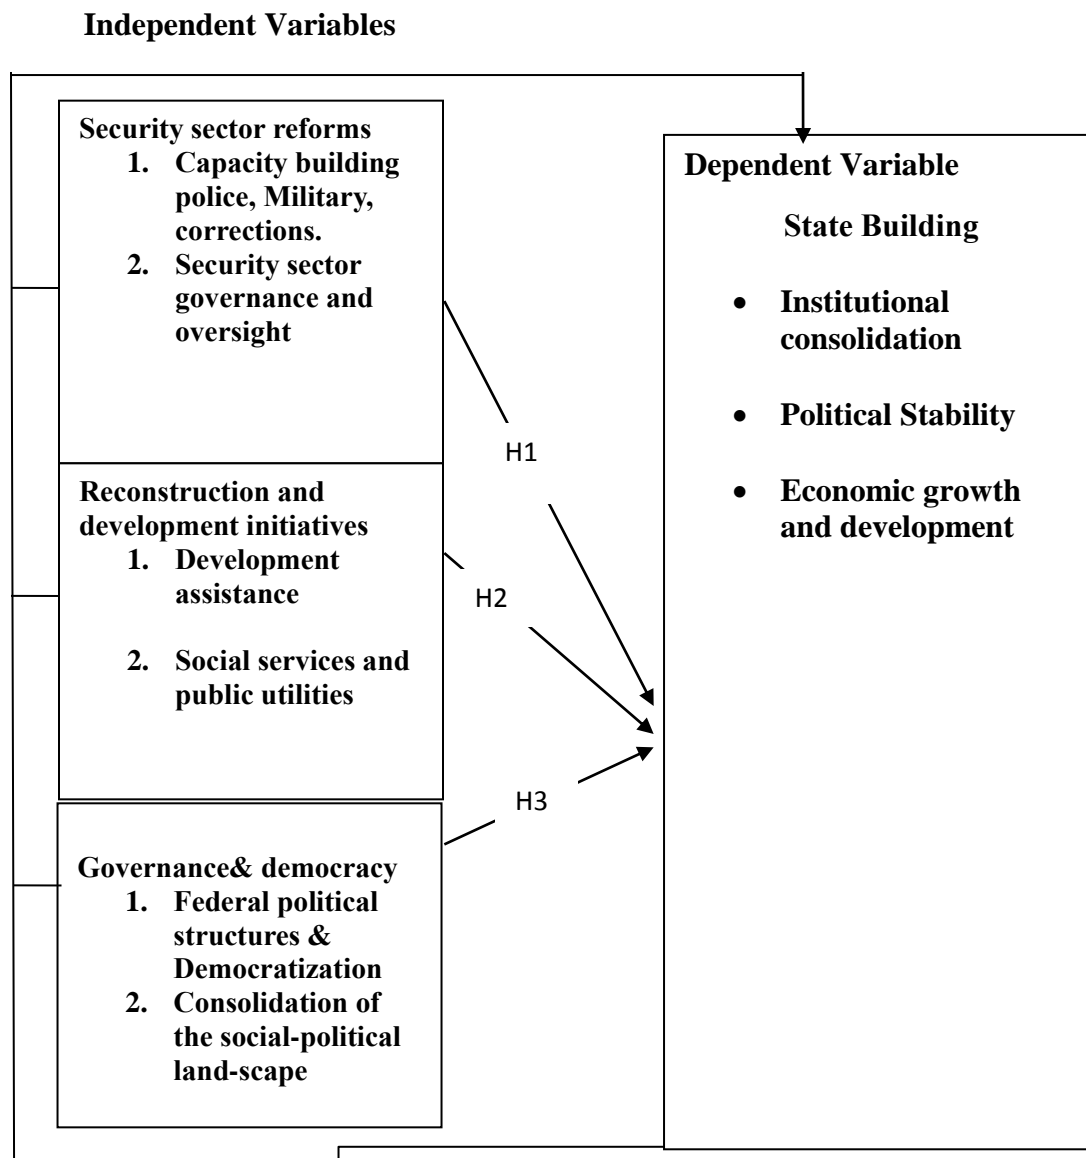 Independent Variables
Security sector reforms
1. Capacity building
police, Military,
corrections.
2. Security sector
governance and
oversight
Reconstruction and
development initiatives
1. Development
assistance
2. Social services and
public utilities
Governance& democracy
1. Federal political
structures &
Democratization
2. Consolidation of
the social-political
land-scape
H1
H2
H3
Dependent Variable
State Building
• Institutional
consolidation
• Political Stability
• Economic growth
and development